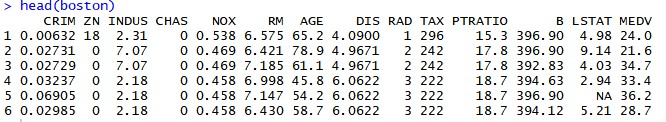 > head(boston)
CRIM ZN INDUS CHAS NOX RM AGE DIS RAD TAX PTRATIO B LSTAT MEDV
1 0.00632 18 2.31 0 0.538 6.575 65.2 4.0900 1 296 15.3 396.90 4.98 24.0
2 0.02731 0 7.07 0 0.469 6.421 78.9 4.9671 2 242 17.8 396.90 9.14 21.6
3 0.02729 0 7.07 0 0.469 7.185 61.1 4.9671 2 242 17.8 392.83 4.03 34.7
4 0.03237 0 2.18 0 0.458 6.998 45.8 6.0622 3 222 18.7 394.63 2.94 33.4
5 0.06905 0 2.18 0 0.458 7.147 54.2 6.0622 3 222 18.7 396.90 NA 36.2
6 0.02985 0 2.18 0 0.458 6.430 58.7 6.0622 3 222 18.7 394.12 5.21 28.7